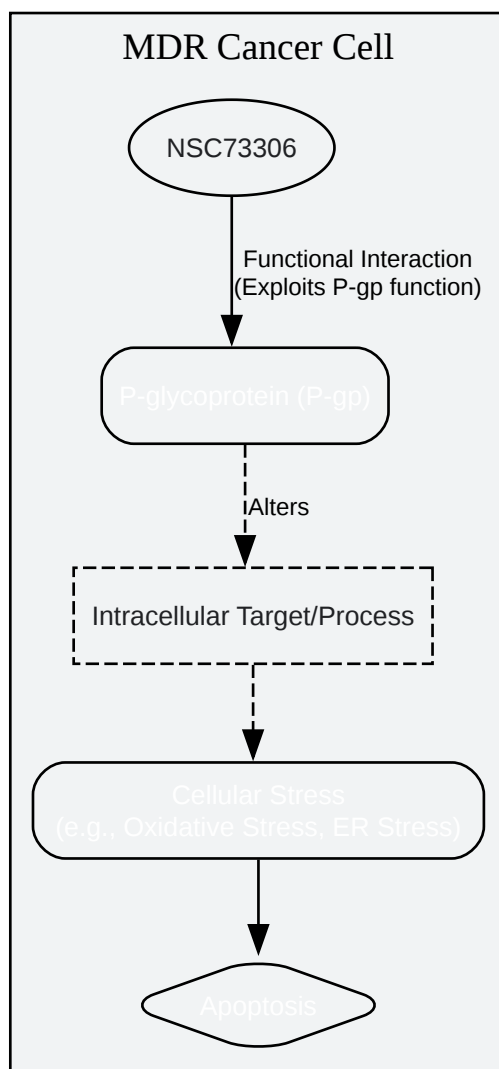 MDR Cancer Cell
NSC73306
Functional Interaction
(Exploits P-gp function)
P-glycoprotein (P-gp)
Alters
Intracellular Target/Process
Cellular Stress
(e.g., Oxidative Stress, ER Stress)
Apoptosis